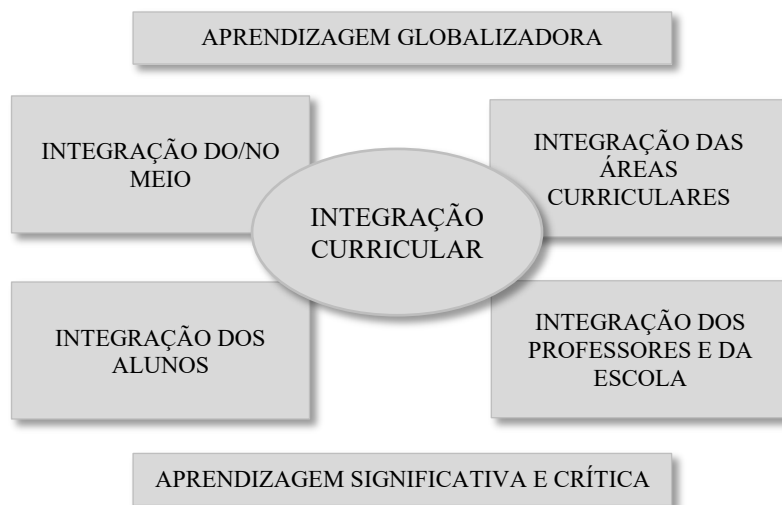 APRENDIZAGEM GLOBALIZADORA
INTEGRAÇÃO DO/NO
MEIO
INTEGRAÇÃO DAS
ÁREAS
CURRICULARES
INTEGRAÇÃO
CURRICULAR
INTEGRAÇÃO DOS
ALUNOS
INTEGRAÇÃO DOS
PROFESSORES E DA
ESCOLA
APRENDIZAGEM SIGNIFICATIVA E CRÍTICA